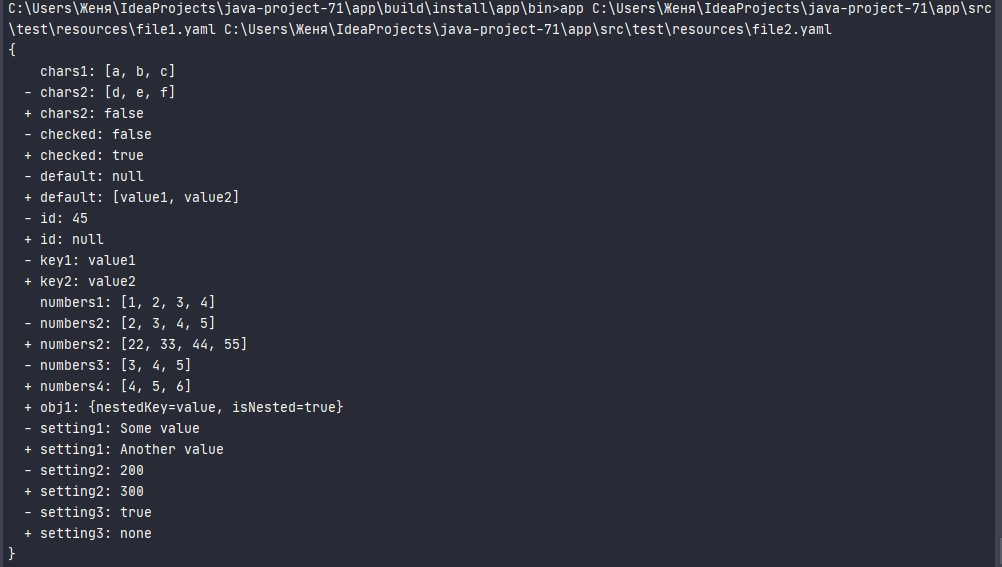 C:\Users\Женя\IdeaProjects\java-project-71\app\build\install\app\bin>app C:\Users\Женя\IdeaProjects\java-project-71\app\src
\test\resources\file1.yaml C:\Users\Женя\IdeaProjects\java-project-71\app\src\test\resources\file2.yaml
{
    chars1: [a, b, c]
  - chars2: [d, e, f]
  + chars2: false
  - checked: false
  + checked: true
  - default: null
  + default: [value1, value2]
  - id: 45
  + id: null
  - key1: value1
  + key2: value2
    numbers1: [1, 2, 3, 4]
  - numbers2: [2, 3, 4, 5]
  + numbers2: [22, 33, 44, 55]
  - numbers3: [3, 4, 5]
  + numbers4: [4, 5, 6]
  + obj1: {nestedKey=value, isNested=true}
  - setting1: Some value
  + setting1: Another value
  - setting2: 200
  + setting2: 300
  - setting3: true
  + setting3: none
}